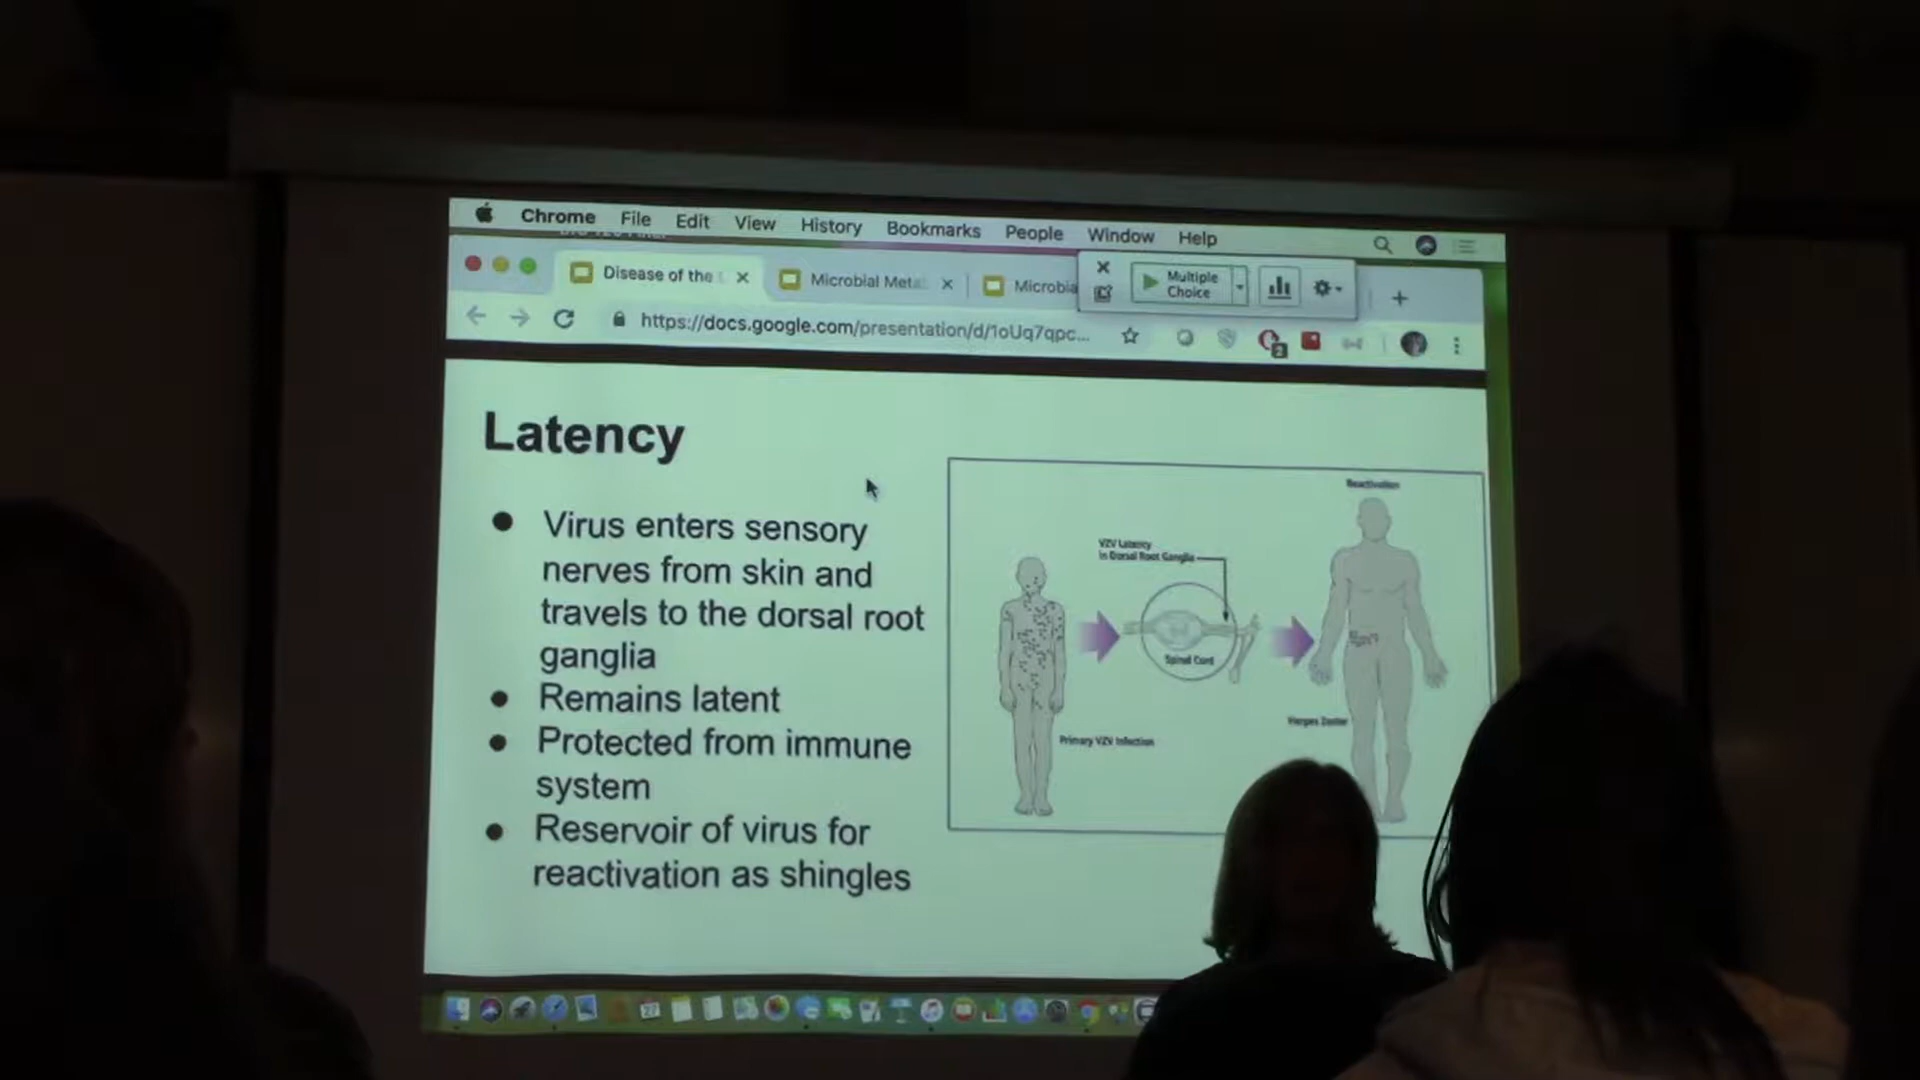 Chrome File Edit View History Bookmarks People Window Help
Disease of the
Microbial Meta
Microbia
Multiple
Choice
https://docs.google.com/presentation/d/1oUq7qpc...
2
Latency
● Virus enters sensory
nerves from skin and
travels to the dorsal root
ganglia
● Remains latent
● Protected from immune
system
● Reservoir of virus for
reactivation as shingles
Reactivation
VZV Latency
in Dorsal Root Ganglia
Spinal Cord
Herpes Zoster
Primary VZV Infection
27